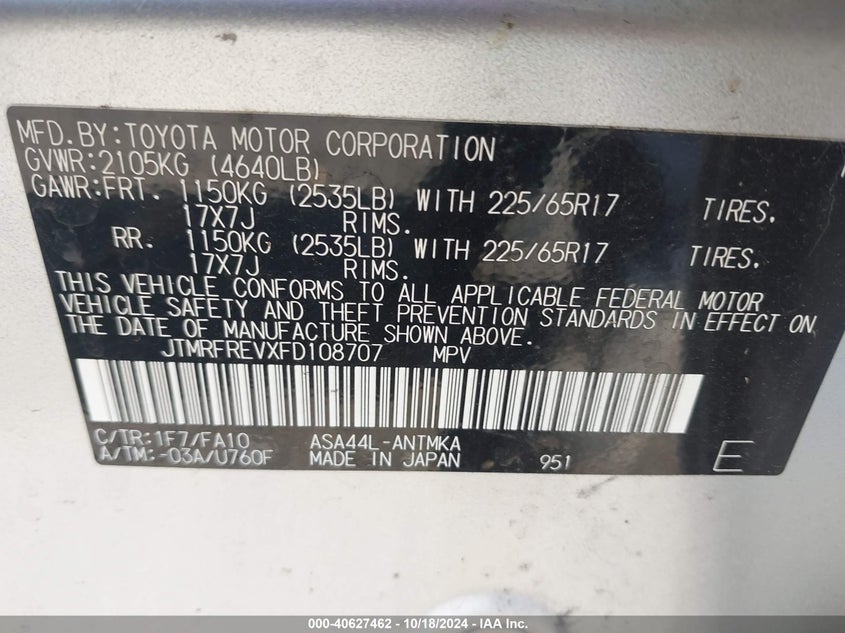 MFD.BY:TOYOTA MOTOR CORPORATION
GVWR:2105KG (4640LB)
GAWR:FRT. 1150KG (2535LB) WITH 225/65R17 TIRES.
17X7J RIMS.
RR. 1150KG (2535LB) WITH 225/65R17 TIRES.
17X7J RIMS.
THIS VEHICLE CONFORMS TO ALL APPLICABLE FEDERAL MOTOR
VEHICLE SAFETY AND THEFT PREVENTION STANDARDS IN EFFECT ON
THE DATE OF MANUFACTURE SHOWN ABOVE.
JTMRFREVXFD108707 MPV
C/TR:1F7/FA10 ASA44L-ANTMKA
A/TM:-03A/U760F MADE IN JAPAN 951 E
000-40627462 - 10/18/2024 - IAA Inc.